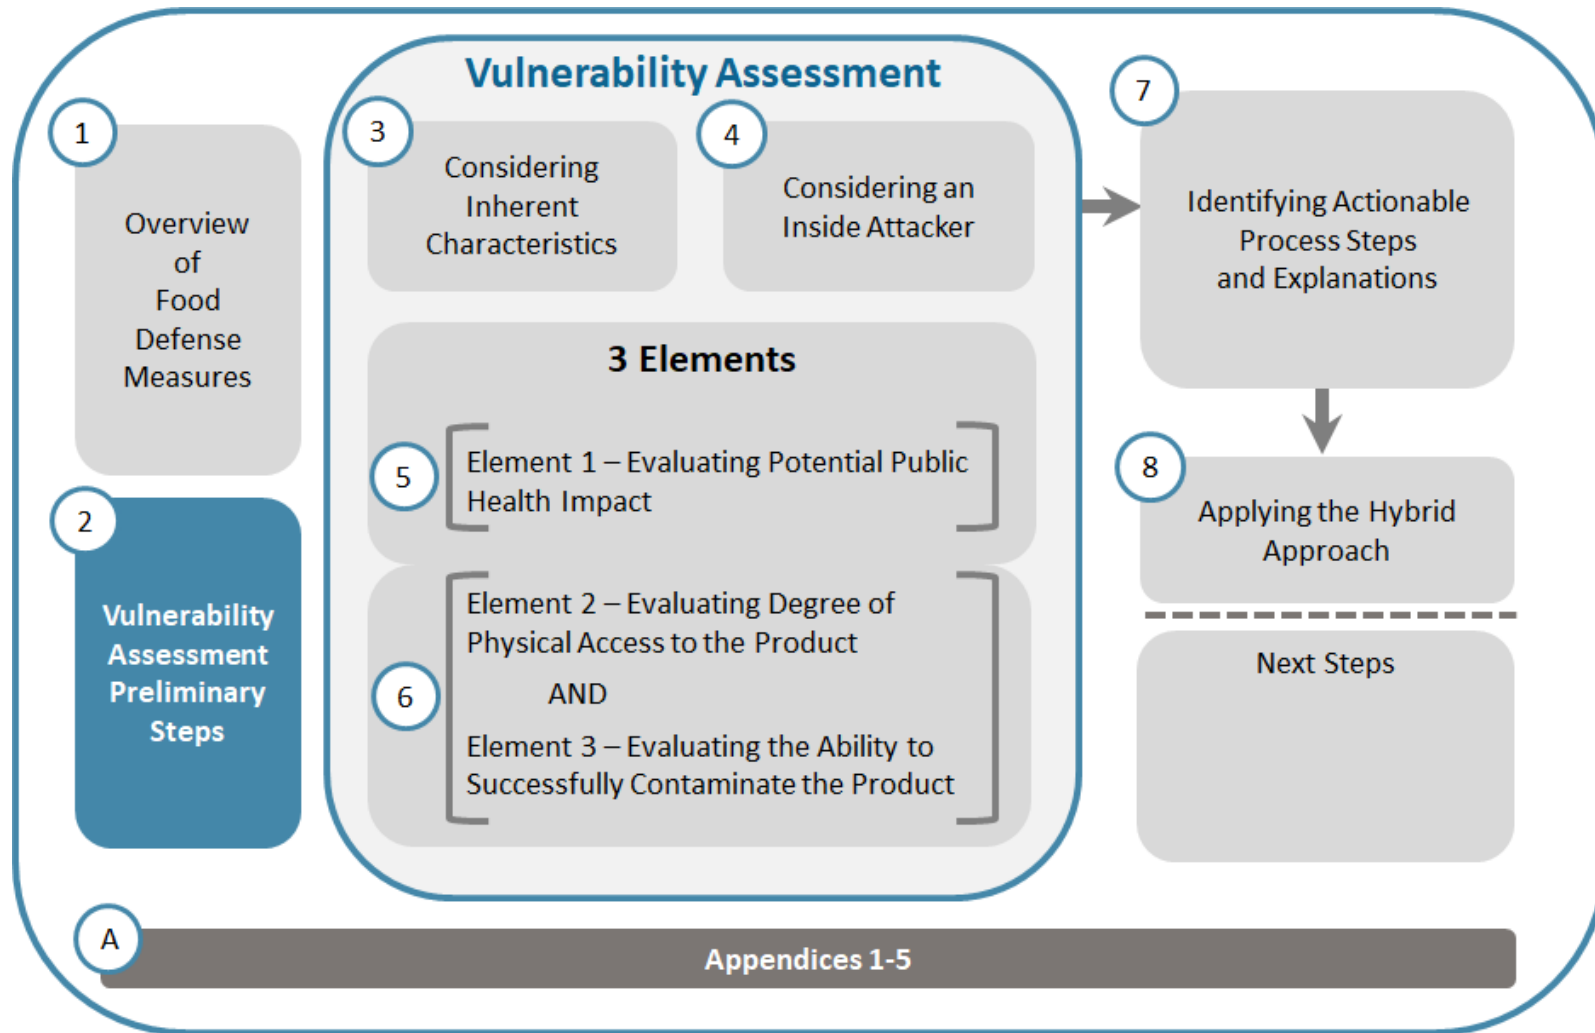 1
Overview
of
Food
Defense
Measures
2
Vulnerability
Assessment
Preliminary
Steps
Vulnerability Assessment
3
Considering
Inherent
Characteristics
4
Considering an
Inside Attacker
3 Elements
5
Element 1 – Evaluating Potential Public
Health Impact
6
Element 2 – Evaluating Degree of
Physical Access to the Product
AND
Element 3 – Evaluating the Ability to
Successfully Contaminate the Product
7
Identifying Actionable
Process Steps
and Explanations
8
Applying the Hybrid
Approach
Next Steps
A
Appendices 1-5